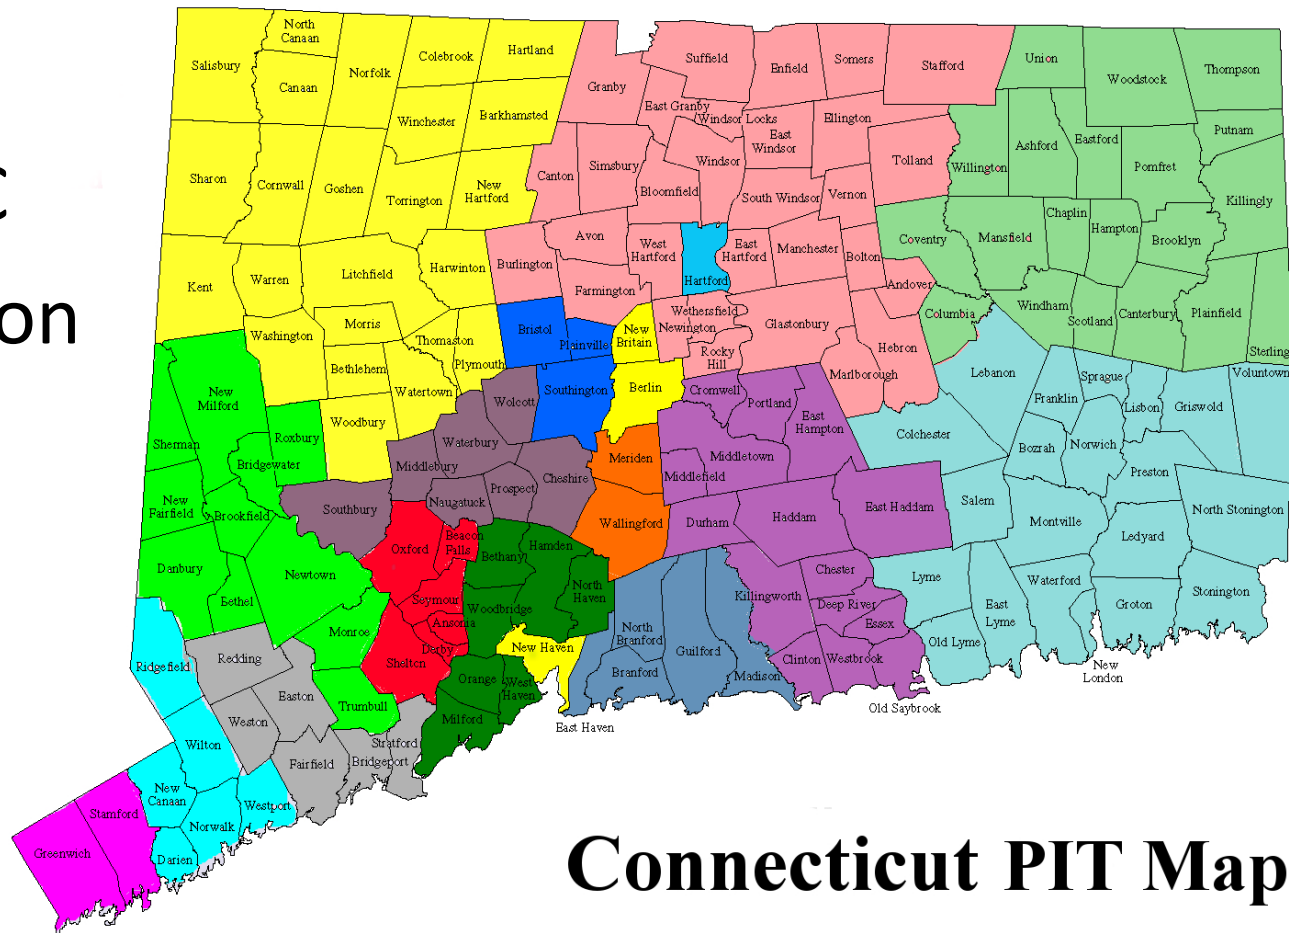 North
Canaan
Salisbury
Canaan
Norfolk
Colebrook
Hartland
Winchester
Barkhamsted
Sharon
Cornwall
Goshen
Torrington
New
Hartford
Kent
Warren
Litchfield
Harwinton
Washington
Morris
Thomaston
Plymouth
Bethlehem
Watertown
Woodbury
Granby
Suffield
Enfield
Somers
Stafford
East Granby
Windsor Locks
East
Windsor
Ellington
Tolland
Canton
Simsbury
Windsor
Bloomfield
South Windsor
Vernon
Burlington
Avon
West
Hartford
Hartford
East
Hartford
Manchester
Bolton
Andover
Farmington
Wethersfield
Newington
Rocky
Hill
Glastonbury
Hebron
Marlborough
Union
Woodstock
Thompson
Putnam
Willington
Ashford
Eastford
Pomfret
Killingly
Coventry
Mansfield
Chaplin
Hampton
Brooklyn
Columbia
Windham
Scotland
Canterbury
Plainfield
Sterling
Bristol
Plainville
Southington
New
Britain
Berlin
Wolcott
Waterbury
Middlebury
Naugatuck
Prospect
Cheshire
Southbury
Meriden
Wallingford
Cromwell
Portland
East
Hampton
Middletown
Middlefield
Durham
Haddam
East Haddam
Chester
Killingworth
Deep River
Essex
Clinton
Westbrook
Old Saybrook
Lebanon
Colchester
Franklin
Sprague
Lisbon
Griswold
Voluntown
Bozrah
Norwich
Preston
Salem
Montville
North Stonington
Ledyard
Lyme
Old Lyme
East
Lyme
Waterford
New
London
Groton
Stonington
New
Milford
Sherman
Roxbury
Bridgewater
New
Fairfield
Brookfield
Danbury
Bethel
Newtown
Monroe
Trumbull
Oxford
Beacon
Falls
Seymour
Ansonia
Derby
Shelton
Bethany
Hamden
North
Haven
Woodbridge
Orange
West
Haven
Milford
New Haven
North
Branford
Branford
Guilford
Madison
East Haven
Ridgefield
Redding
Easton
Weston
Wilton
Fairfield
Bridgeport
Stratford
New
Canaan
Norwalk
Westport
Darien
Stamford
Greenwich
on
Connecticut PIT Map